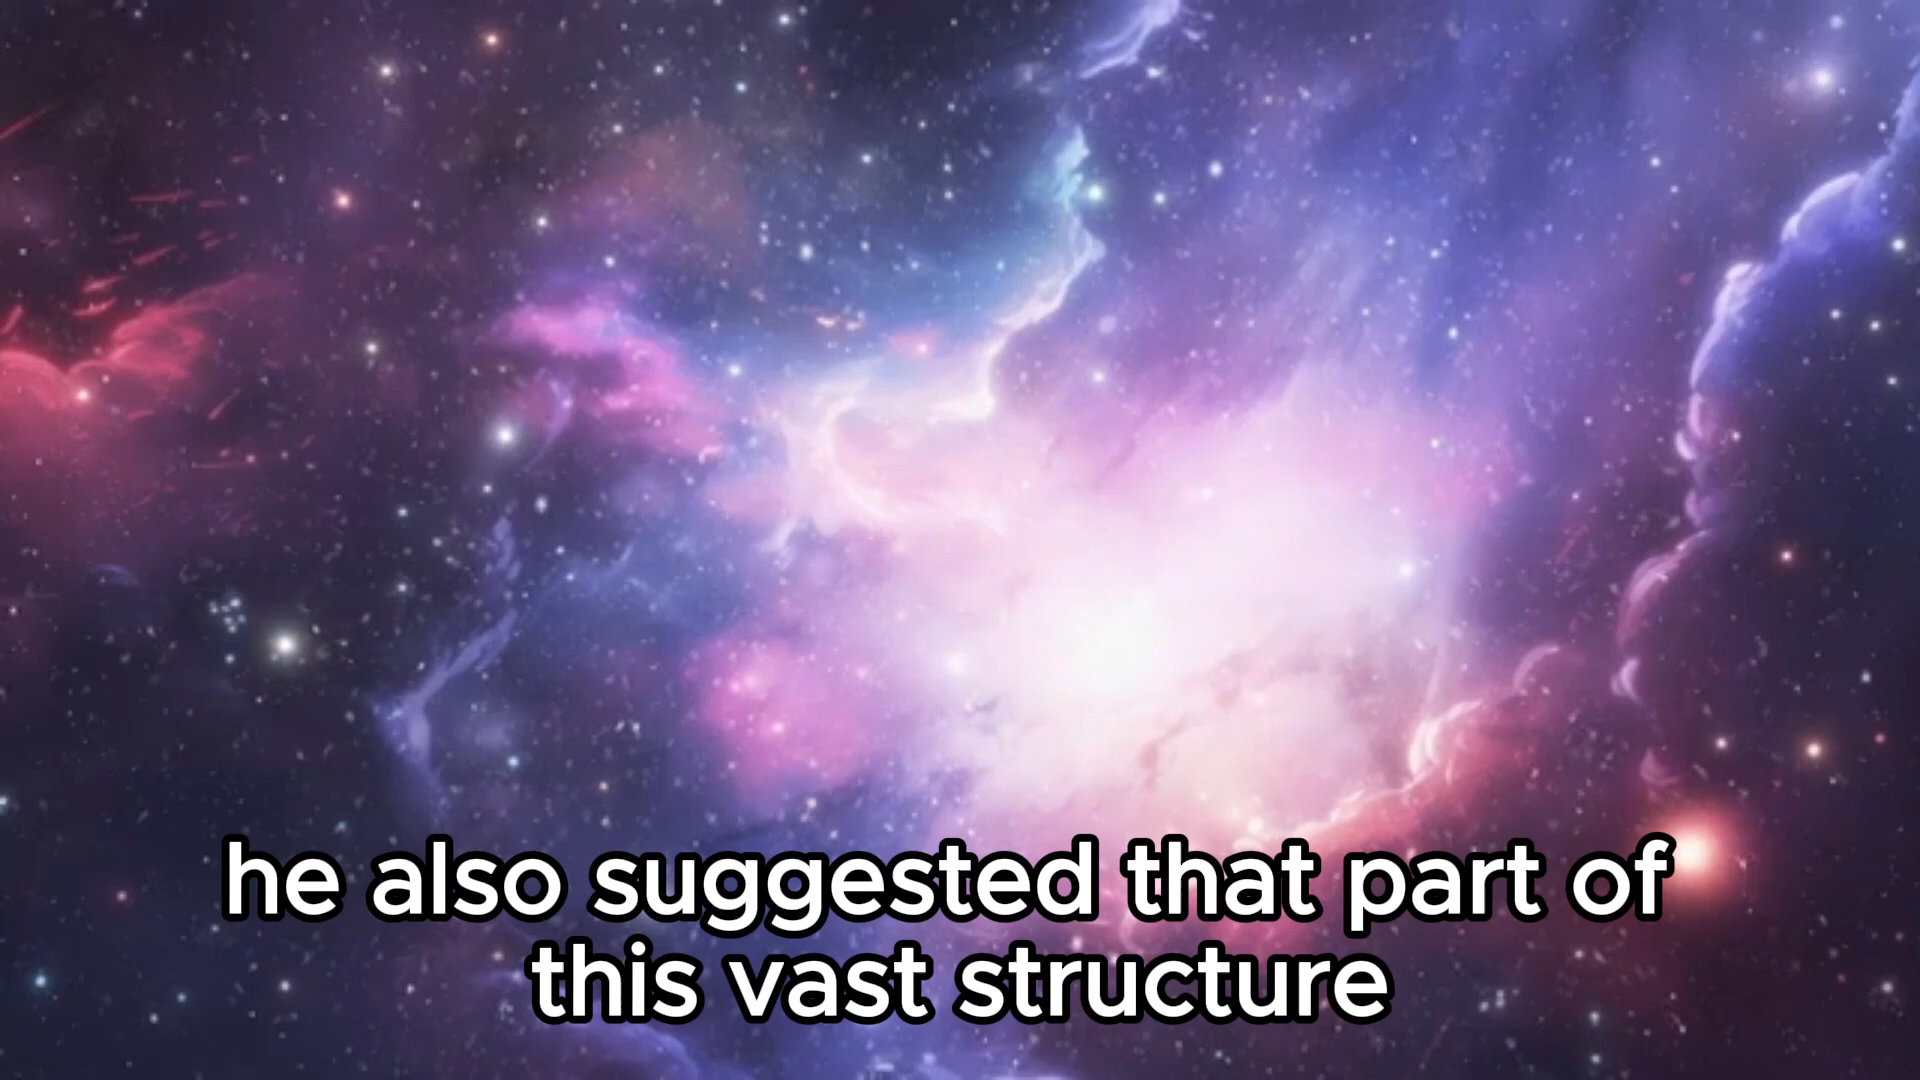 he also suggested that part of
this vast structure